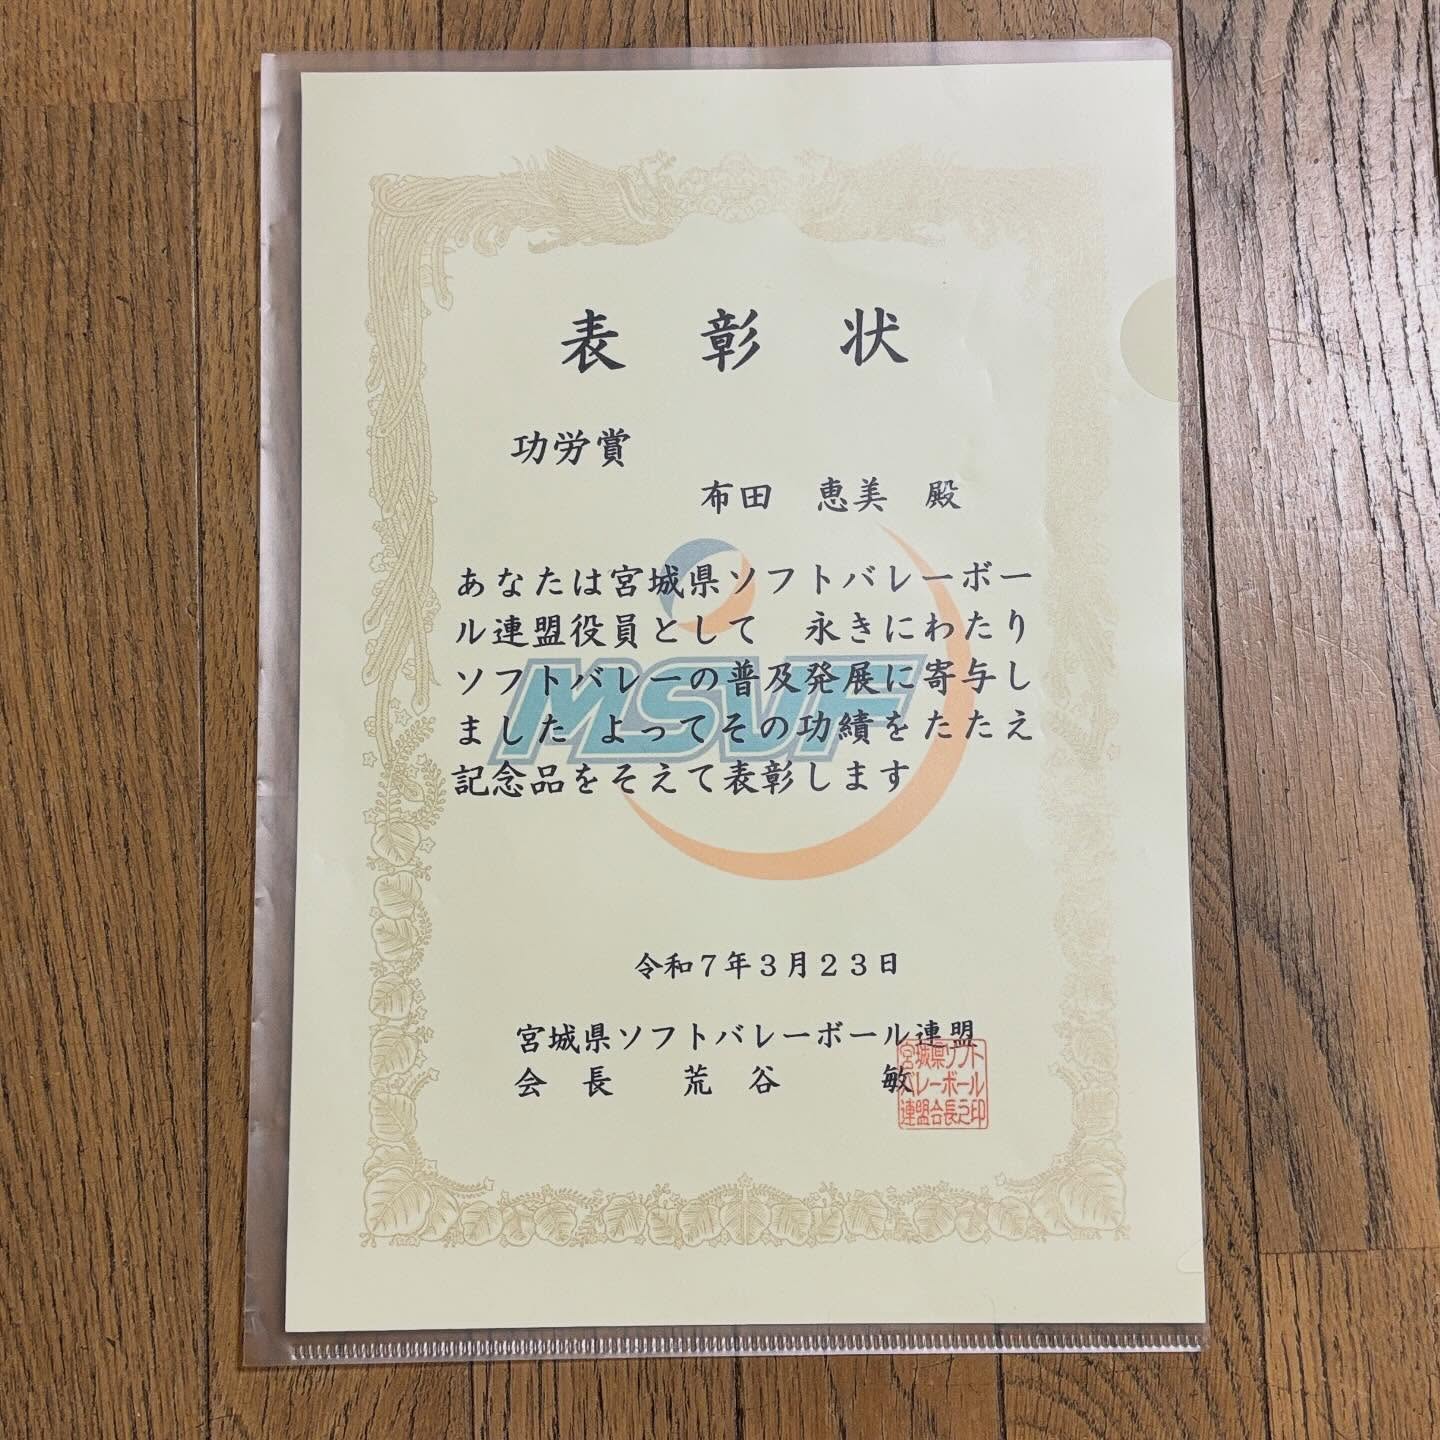 表 彰 状
功労賞
布田 恵美 殿
あなたは宮城県ソフトバレーボー
ル連盟役員として 永きにわたり
ソフトバレーの普及発展に寄与し
ました よってその功績をたたえ
記念品をそえて表彰します
MSVF
令和7年3月23日
宮城県ソフトバレーボール連盟
会 長 荒 谷 敏
宮城県ソフト
バレーボール
連盟会長之印